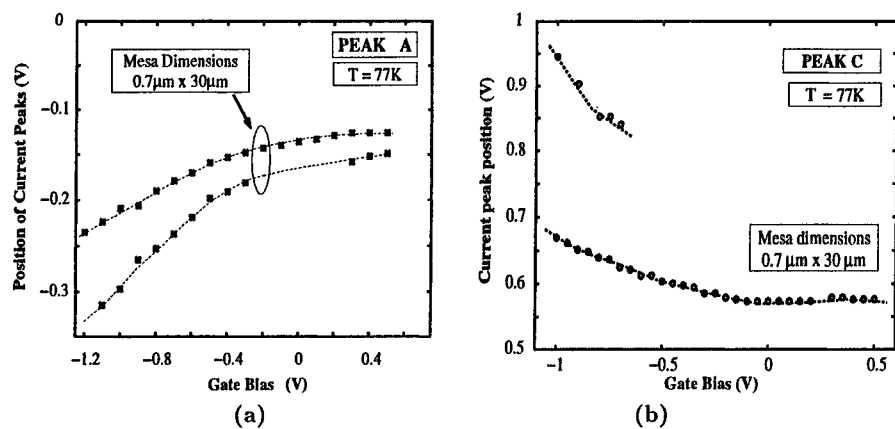 0
-0.1
-0.2
-0.3
Position of Current Peaks (V)
Mesa Dimensions
0.7μm x 30μm
PEAK A
T = 77K
-1.2 -0.8 -0.4 0 0.4
Gate Bias (V)
(a)
1
0.9
0.8
0.7
0.6
0.5
Current peak position (V)
PEAK C
T = 77K
Mesa dimensions
0.7 μm x 30 μm
-1 -0.5 0 0.5
Gate Bias (V)
(b)